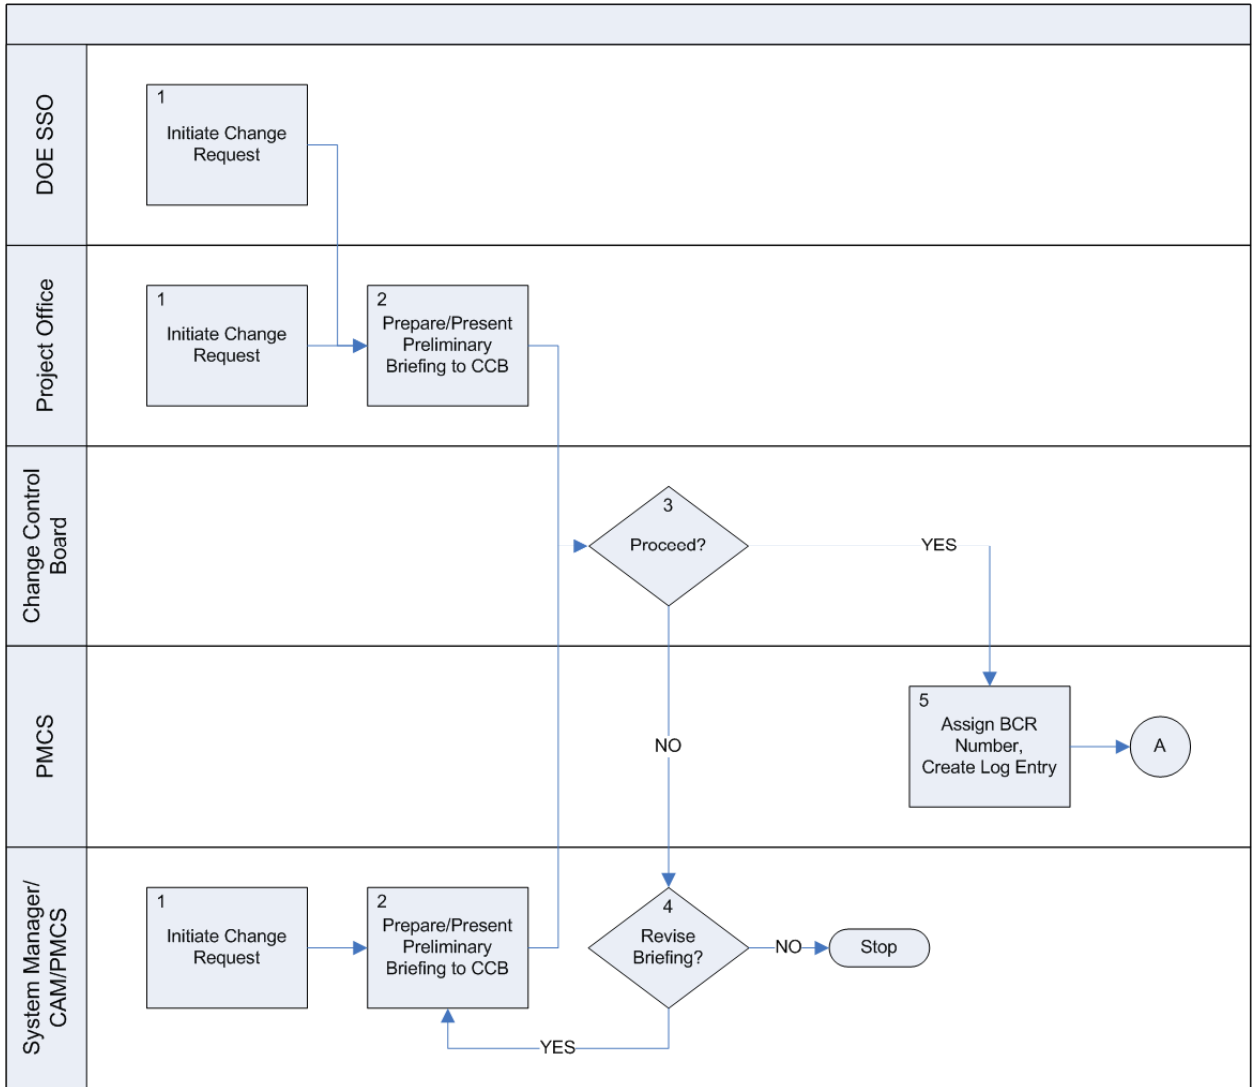 DOE SSO
1
Initiate Change
Request
Project Office
1
Initiate Change
Request
2
Prepare/Present
Preliminary
Briefing to CCB
Change Control
Board
3
Proceed?
YES
PMCS
NO
5
Assign BCR
Number,
Create Log Entry
A
System Manager/
CAM/PMCS
1
Initiate Change
Request
2
Prepare/Present
Preliminary
Briefing to CCB
4
Revise
Briefing?
NO
Stop
YES